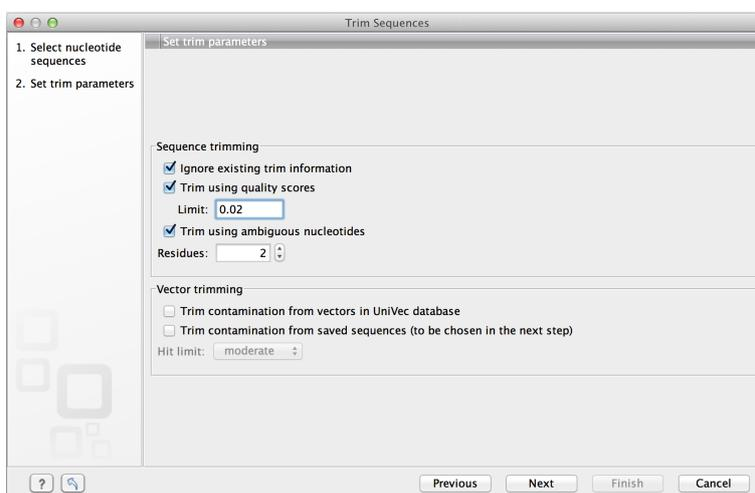 Trim Sequences
1. Select nucleotide
sequences
2. Set trim parameters
Set trim parameters
Sequence trimming
Ignore existing trim information
Trim using quality scores
Limit: 0.02
Trim using ambiguous nucleotides
Residues: 2
Vector trimming
Trim contamination from vectors in UniVec database
Trim contamination from saved sequences (to be chosen in the next step)
Hit limit: moderate
? Previous Next Finish Cancel